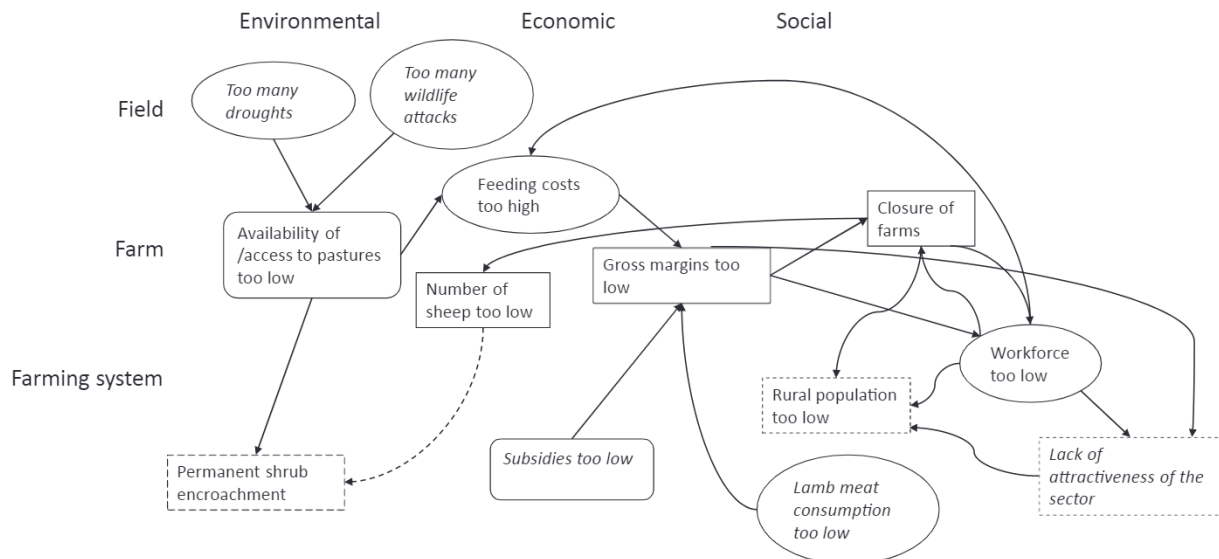 Environmental
Economic
Social
Field
Too many
droughts
Too many
wildlife
attacks
Farm
Availability of
/access to pastures
too low
Feeding costs
too high
Closure of
farms
Number of
sheep too low
Gross margins too
low
Farming system
Workforce
too low
Rural population
too low
Permanent shrub
encroachment
Subsidies too low
Lamb meat
consumption
too low
Lack of
attractiveness of the
sector